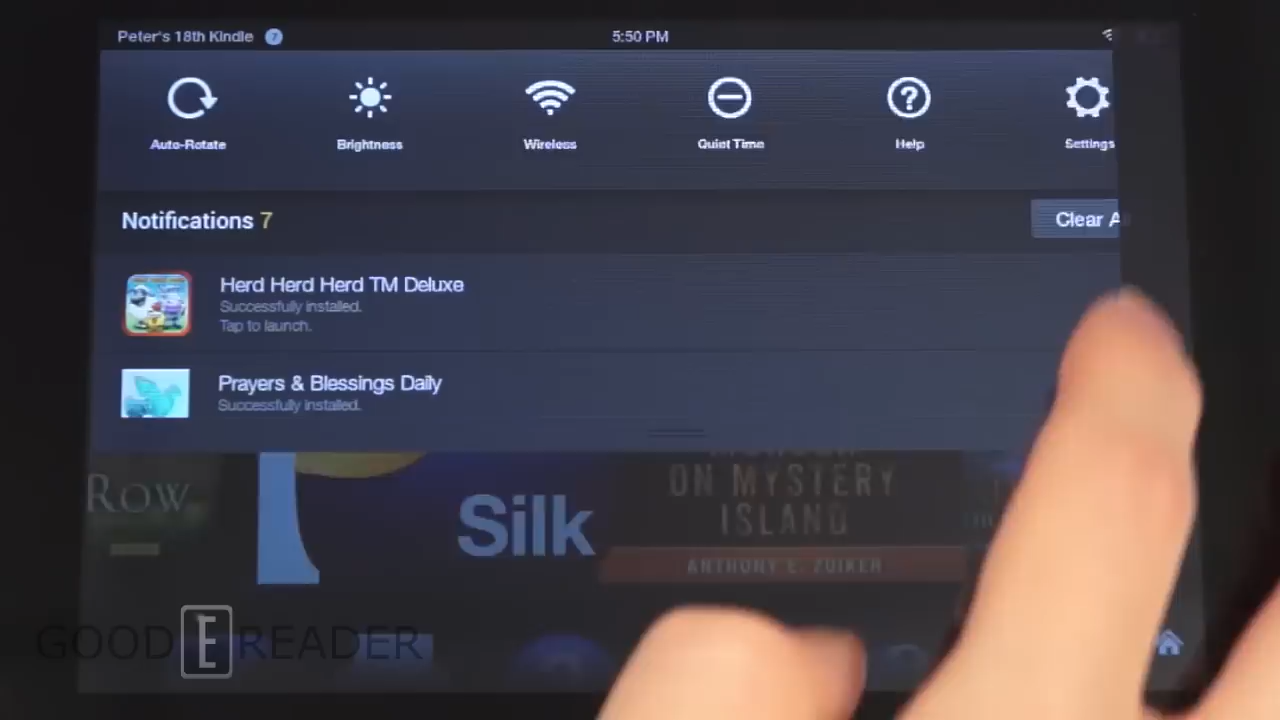 Peter's 18th Kindle 7 5:50 PM
Auto-Rotate Brightness Wireless Quiet Time Help Settings
Notifications 7 Clear A
Herd Herd Herd TM Deluxe
Successfully installed.
Tap to launch.
Prayers & Blessings Daily
Successfully installed.
ROW
Silk
ON MYSTERY
ISLAND
ANTHONY E. ZUIKER
GOOD E READER